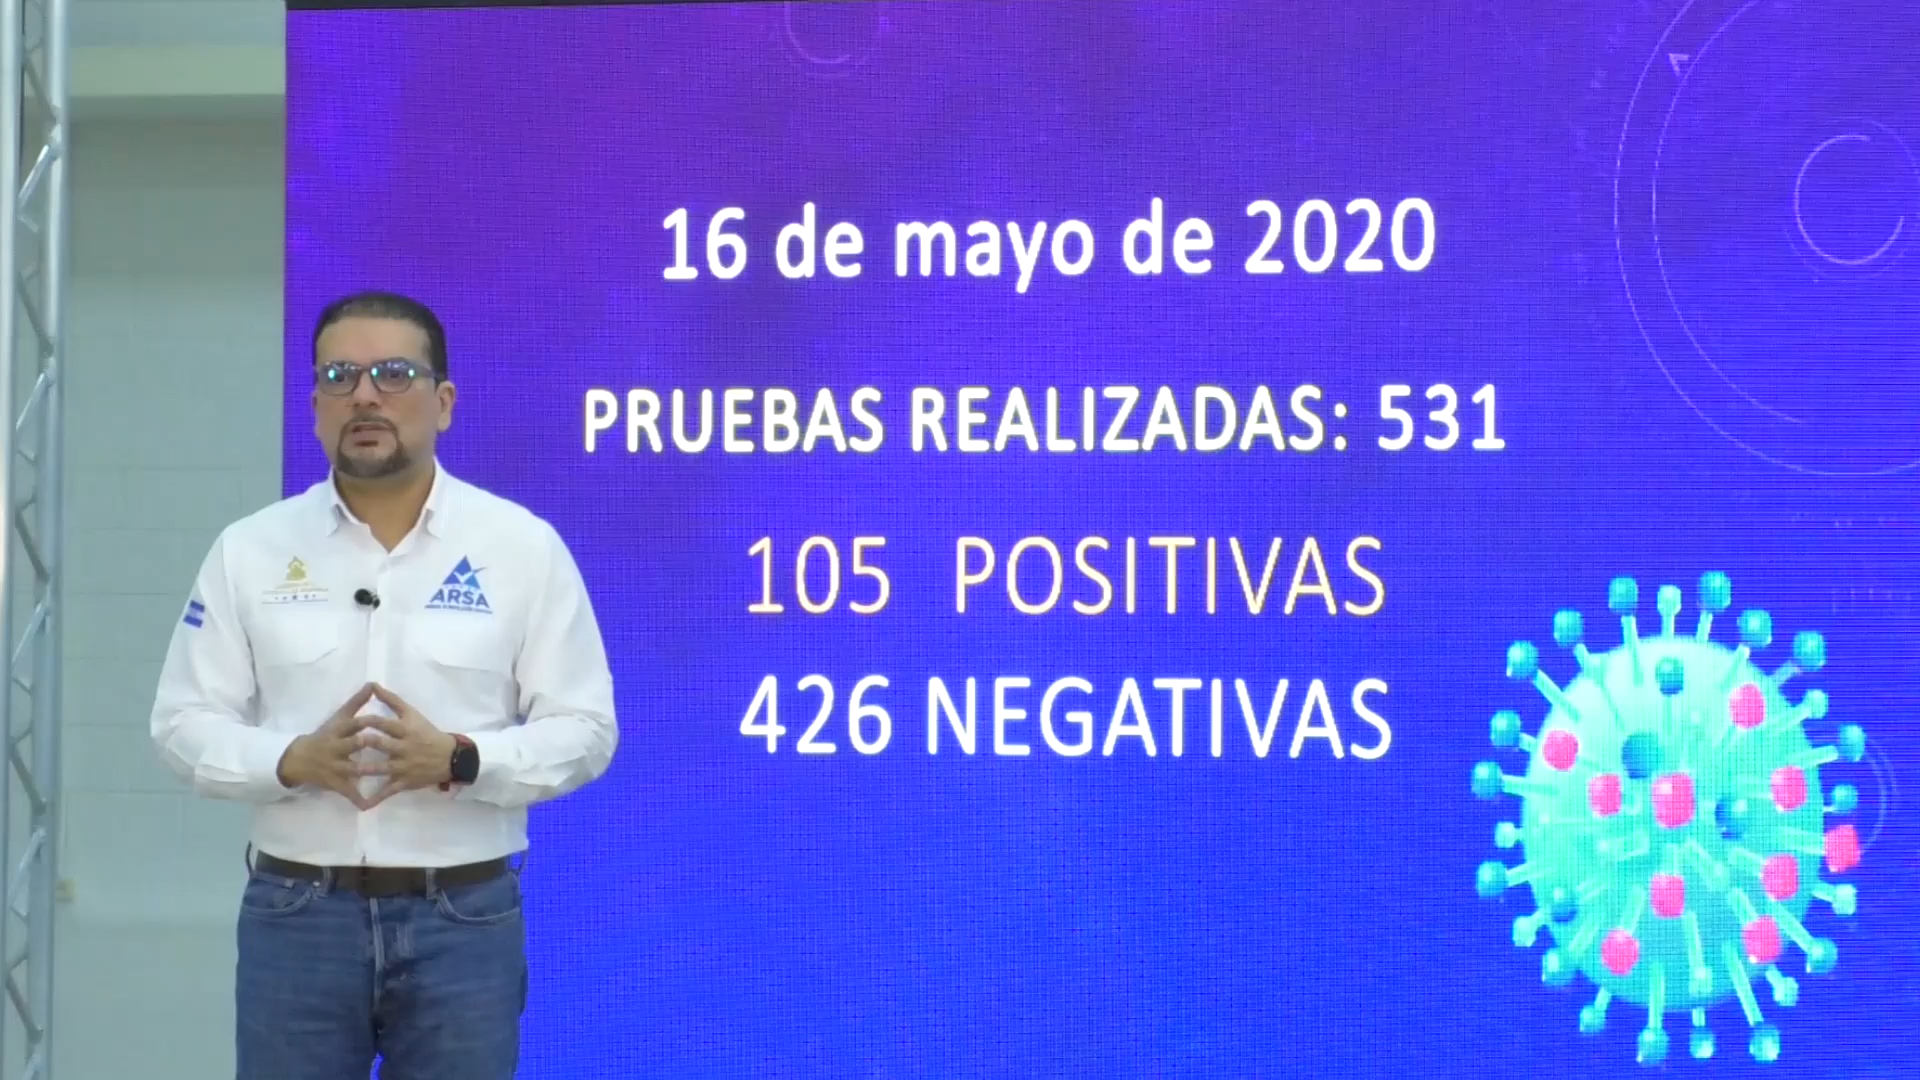 16 de mayo de 2020
PRUEBAS REALIZADAS: 531
105 POSITIVAS
426 NEGATIVAS
ARSA